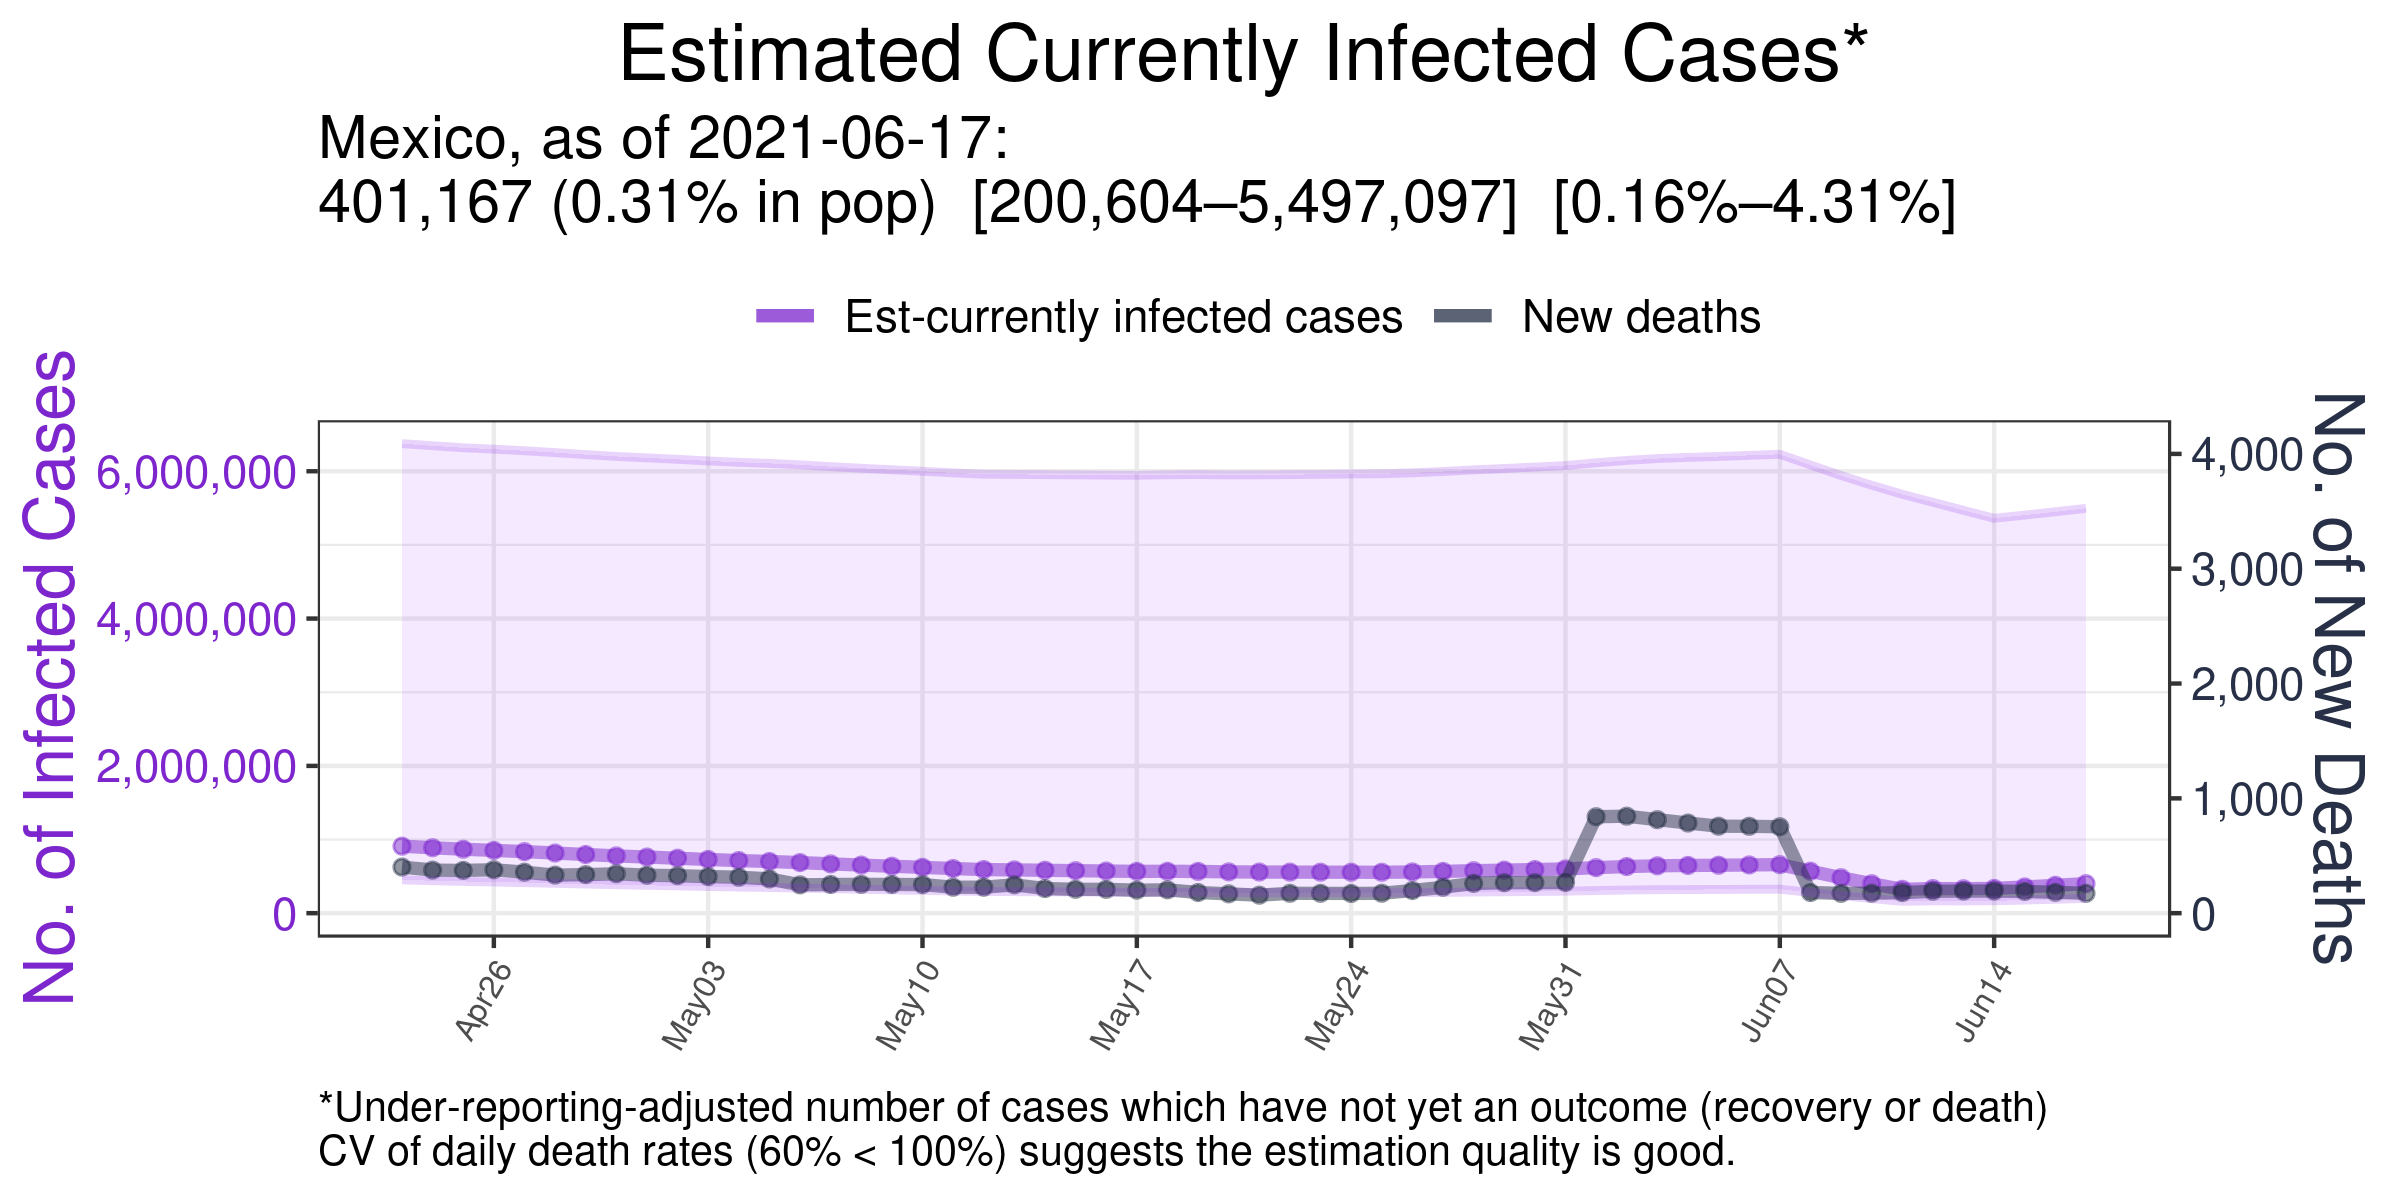 Estimated Currently Infected Cases*
Mexico, as of 2021-06-17:
401,167 (0.31% in pop)  [200,604–5,497,097]  [0.16%–4.31%]
Est-currently infected cases
New deaths
No. of Infected Cases
6,000,000
4,000,000
2,000,000
0
4,000
3,000
2,000
1,000
0
No. of New Deaths
Apr26
May03
May10
May17
May24
May31
Jun07
Jun14
*Under-reporting-adjusted number of cases which have not yet an outcome (recovery or death)
CV of daily death rates (60% < 100%) suggests the estimation quality is good.